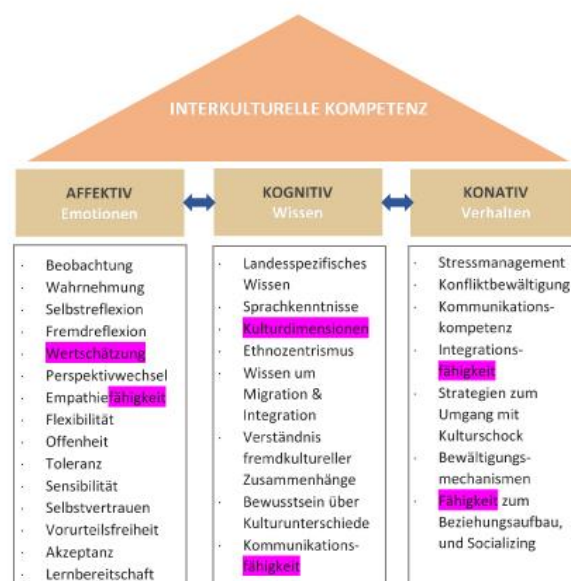 INTERKULTURELLE KOMPETENZ
AFFEKTIV
Emotionen
· Beobachtung
· Wahrnehmung
· Selbstreflexion
· Fremdreflexion
· Wertschätzung
· Perspektivwechsel
· Empathiefähigkeit
· Flexibilität
· Offenheit
· Toleranz
· Sensibilität
· Selbstvertrauen
· Vorurteilsfreiheit
· Akzeptanz
· Lernbereitschaft
KOGNITIV
Wissen
· Landesspezifisches
Wissen
· Sprachkenntnisse
· Kulturdimensionen
· Ethnozentrismus
· Wissen um
Migration &
Integration
· Verständnis
fremdkultureller
Zusammenhänge
· Bewusstsein über
Kulturunterschiede
· Kommunikations-
fähigkeit
KONATIV
Verhalten
· Stressmanagement
· Konfliktbewältigung
· Kommunikations-
kompetenz
· Integrations-
fähigkeit
· Strategien zum
Umgang mit
Kulturschock
· Bewältigungs-
mechanismen
· Fähigkeit zum
Beziehungsaufbau,
und Socializing